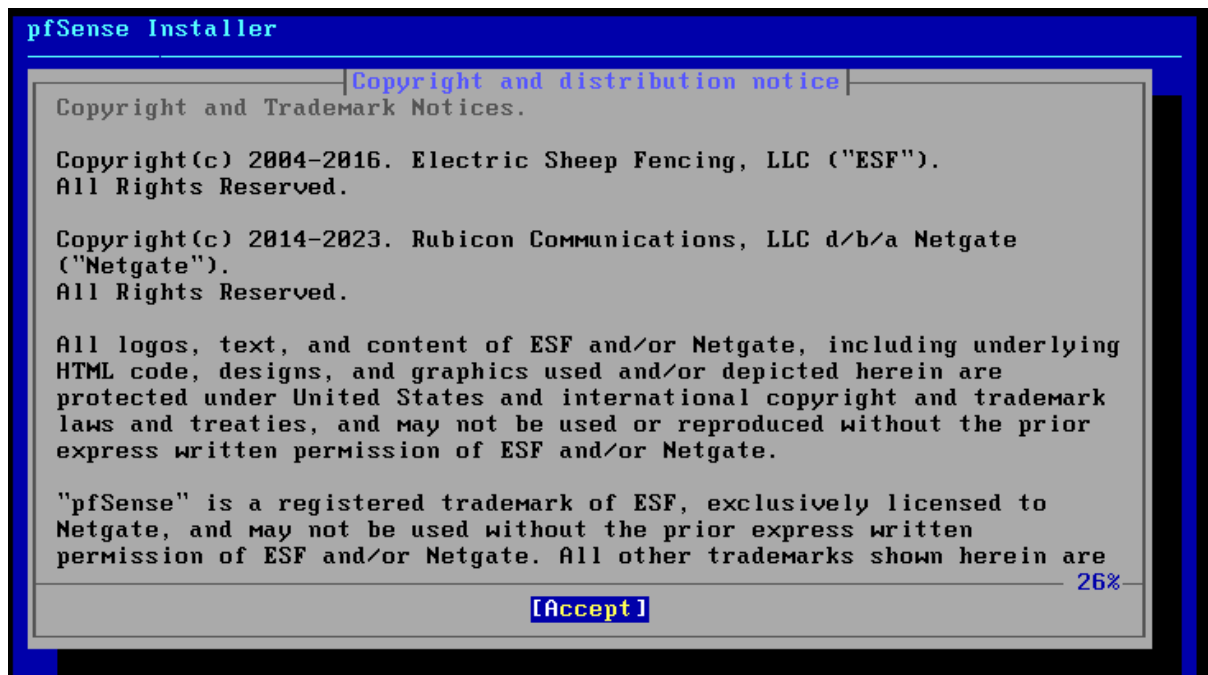 pfSense Installer
Copyright and distribution notice
Copyright and Trademark Notices.
Copyright(c) 2004-2016. Electric Sheep Fencing, LLC ("ESF").
All Rights Reserved.
Copyright(c) 2014-2023. Rubicon Communications, LLC d/b/a Netgate
("Netgate").
All Rights Reserved.
All logos, text, and content of ESF and/or Netgate, including underlying
HTML code, designs, and graphics used and/or depicted herein are
protected under United States and international copyright and trademark
laws and treaties, and may not be used or reproduced without the prior
express written permission of ESF and/or Netgate.
"pfSense" is a registered trademark of ESF, exclusively licensed to
Netgate, and may not be used without the prior express written
permission of ESF and/or Netgate. All other trademarks shown herein are
26%
[Accept]